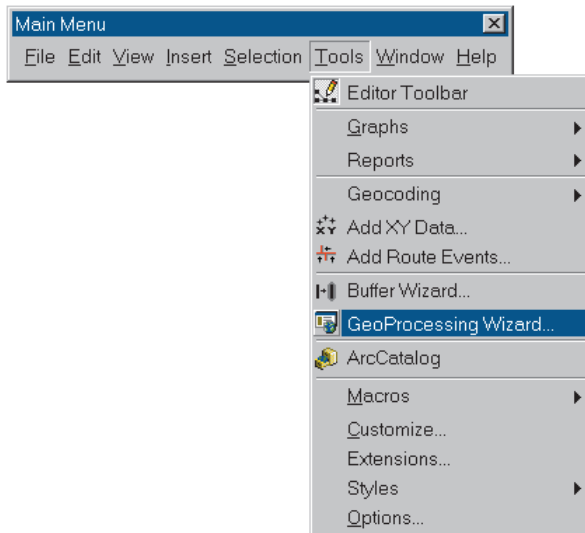 Main Menu
File Edit View Insert Selection Tools Window Help
Editor Toolbar
Graphs
Reports
Geocoding
Add XY Data...
Add Route Events...
Buffer Wizard...
GeoProcessing Wizard...
ArcCatalog
Macros
Customize...
Extensions...
Styles
Options...